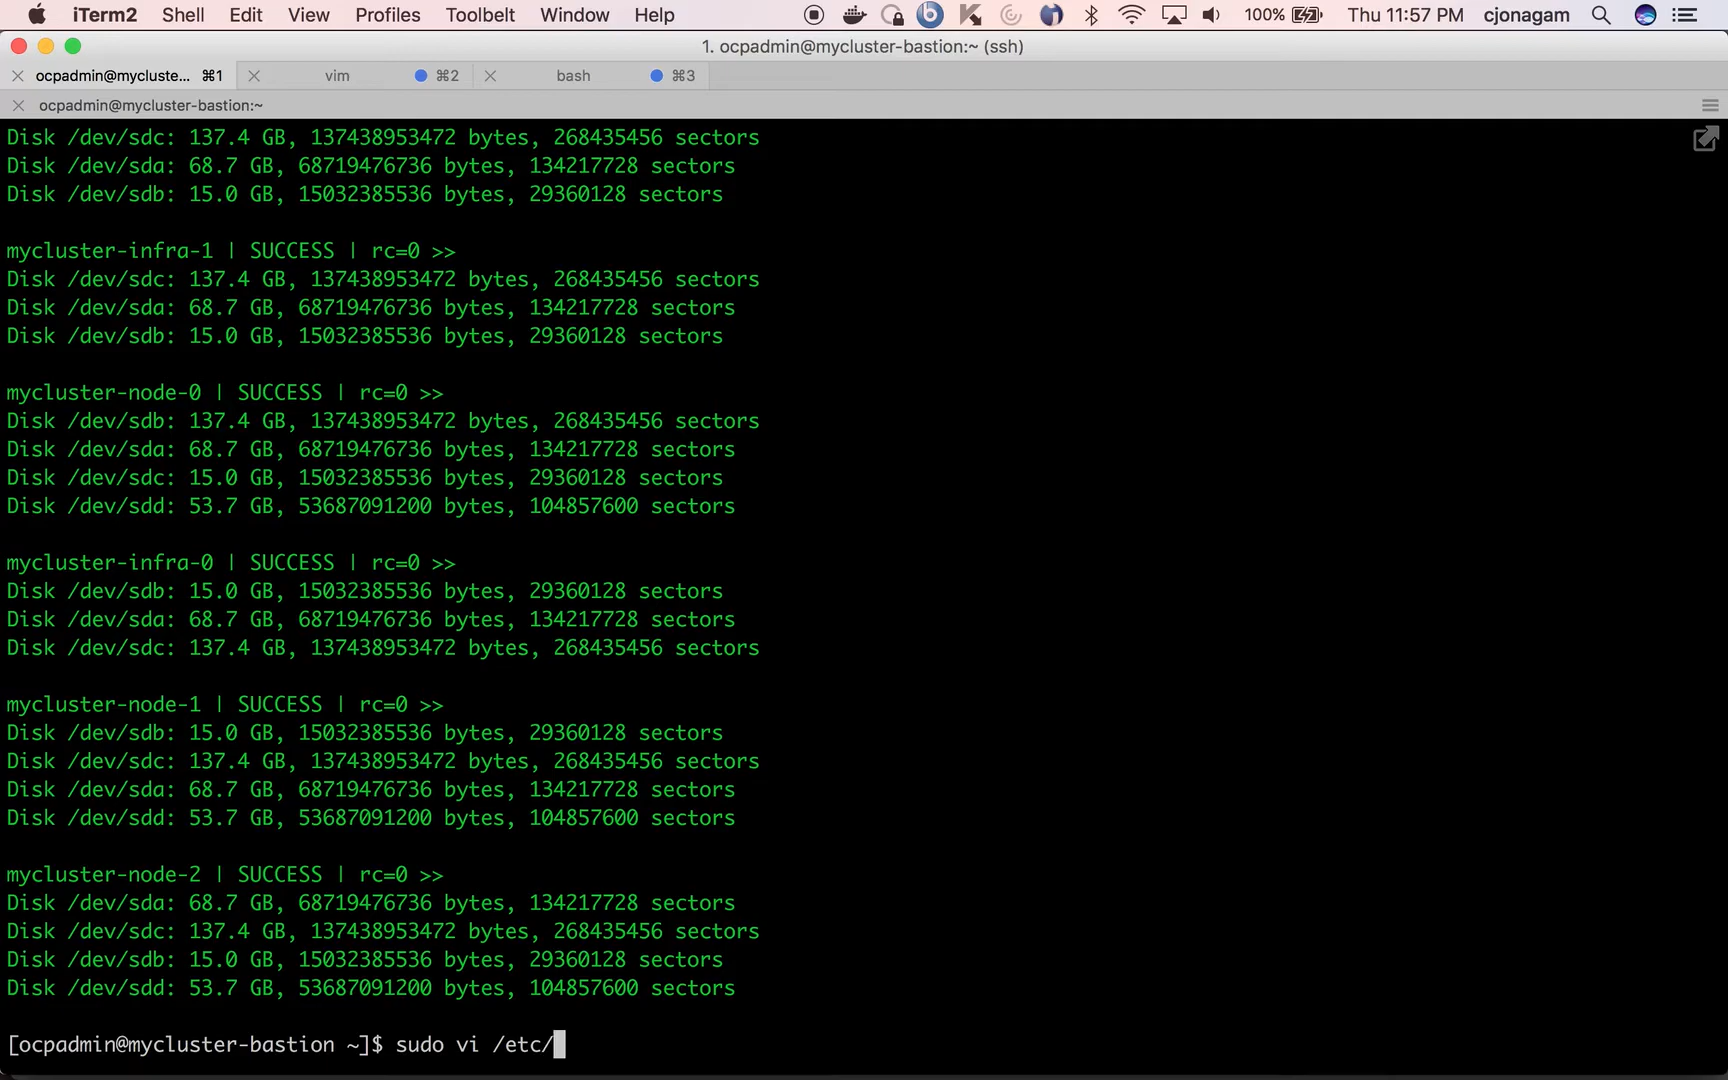 iTerm2 Shell Edit View Profiles Toolbelt Window Help 100% Thu 11:57 PM cjonagam
1. ocpadmin@mycluster-bastion:~ (ssh)
ocpadmin@mycluste... ⌘1 vim ⌘2 bash ⌘3
ocpadmin@mycluster-bastion:~
Disk /dev/sdc: 137.4 GB, 137438953472 bytes, 268435456 sectors
Disk /dev/sda: 68.7 GB, 68719476736 bytes, 134217728 sectors
Disk /dev/sdb: 15.0 GB, 15032385536 bytes, 29360128 sectors
mycluster-infra-1 | SUCCESS | rc=0 >>
Disk /dev/sdc: 137.4 GB, 137438953472 bytes, 268435456 sectors
Disk /dev/sda: 68.7 GB, 68719476736 bytes, 134217728 sectors
Disk /dev/sdb: 15.0 GB, 15032385536 bytes, 29360128 sectors
mycluster-node-0 | SUCCESS | rc=0 >>
Disk /dev/sdb: 137.4 GB, 137438953472 bytes, 268435456 sectors
Disk /dev/sda: 68.7 GB, 68719476736 bytes, 134217728 sectors
Disk /dev/sdc: 15.0 GB, 15032385536 bytes, 29360128 sectors
Disk /dev/sdd: 53.7 GB, 53687091200 bytes, 104857600 sectors
mycluster-infra-0 | SUCCESS | rc=0 >>
Disk /dev/sdb: 15.0 GB, 15032385536 bytes, 29360128 sectors
Disk /dev/sda: 68.7 GB, 68719476736 bytes, 134217728 sectors
Disk /dev/sdc: 137.4 GB, 137438953472 bytes, 268435456 sectors
mycluster-node-1 | SUCCESS | rc=0 >>
Disk /dev/sdb: 15.0 GB, 15032385536 bytes, 29360128 sectors
Disk /dev/sdc: 137.4 GB, 137438953472 bytes, 268435456 sectors
Disk /dev/sda: 68.7 GB, 68719476736 bytes, 134217728 sectors
Disk /dev/sdd: 53.7 GB, 53687091200 bytes, 104857600 sectors
mycluster-node-2 | SUCCESS | rc=0 >>
Disk /dev/sda: 68.7 GB, 68719476736 bytes, 134217728 sectors
Disk /dev/sdc: 137.4 GB, 137438953472 bytes, 268435456 sectors
Disk /dev/sdb: 15.0 GB, 15032385536 bytes, 29360128 sectors
Disk /dev/sdd: 53.7 GB, 53687091200 bytes, 104857600 sectors
[ocpadmin@mycluster-bastion ~]$ sudo vi /etc/